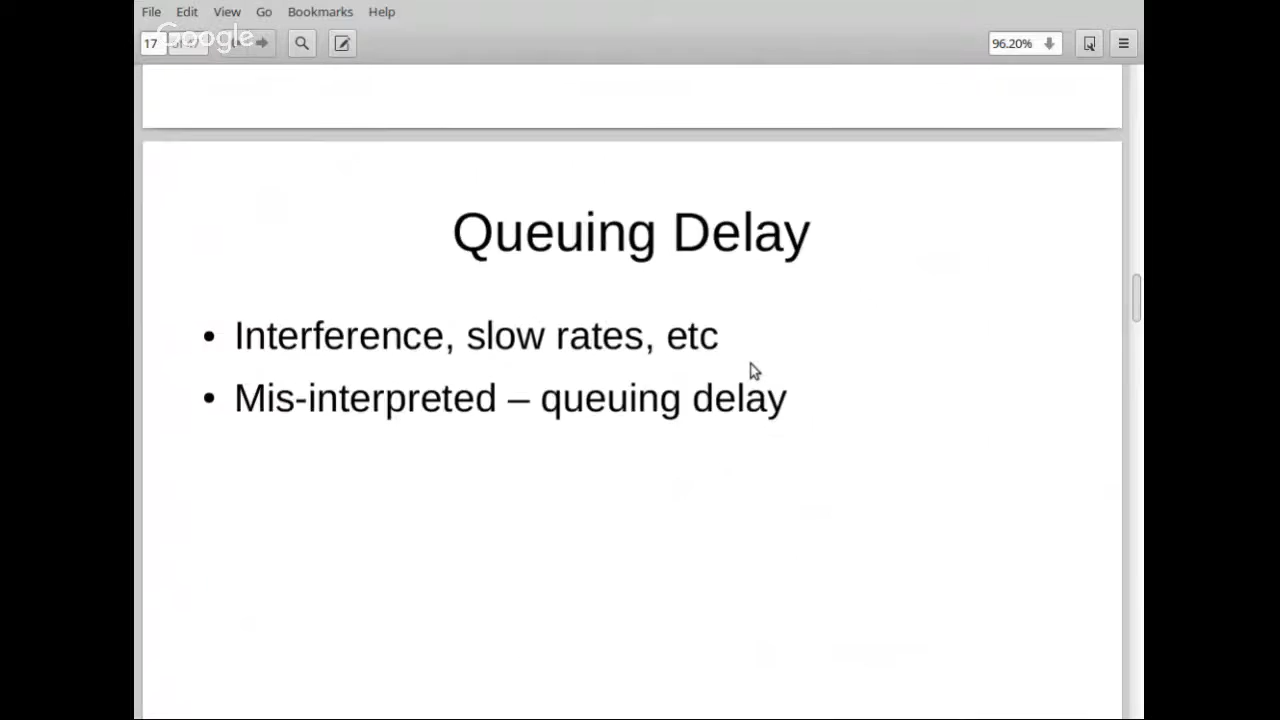 File Edit View Go Bookmarks Help
Google
17
96.20%
Queuing Delay
• Interference, slow rates, etc
• Mis-interpreted – queuing delay